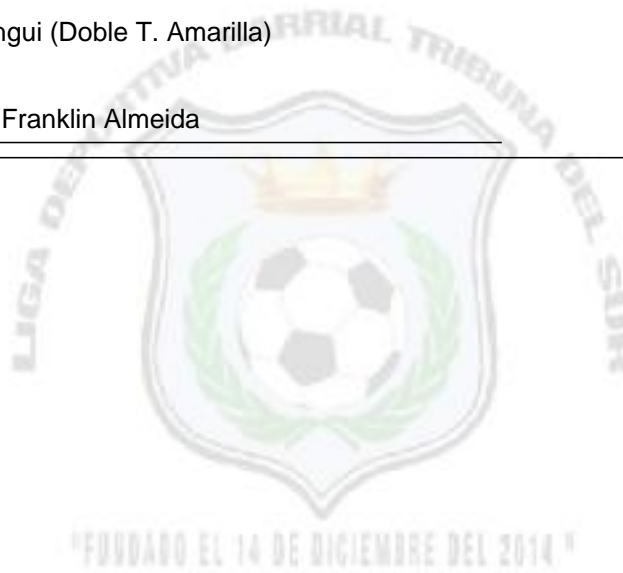 ngui (Doble T. Amarilla)
Franklin Almeida
LIGA DEPORTIVA BARRIAL TRIBUNA DEL SUR
"FUNDADO EL 14 DE DICIEMBRE DEL 2014"